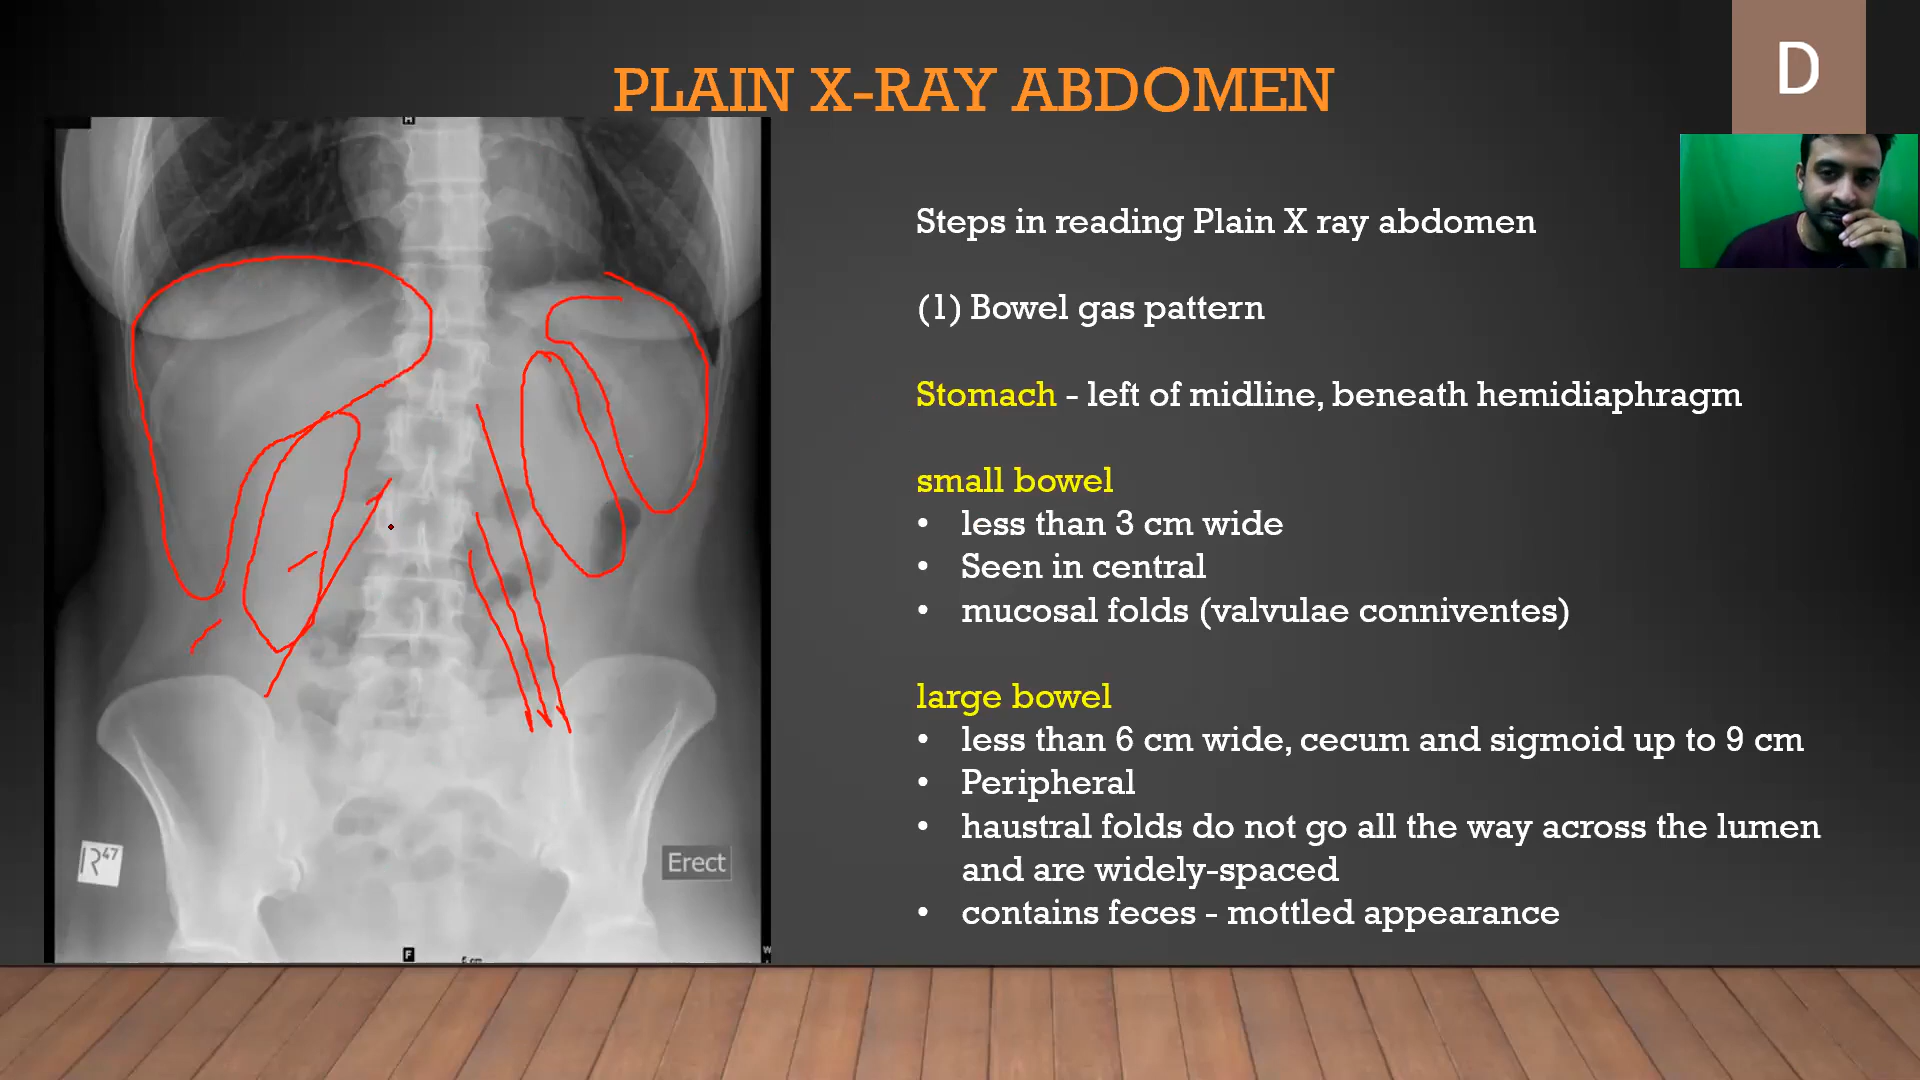 PLAIN X-RAY ABDOMEN
D
H
Steps in reading Plain X ray abdomen
(1) Bowel gas pattern
Stomach - left of midline, beneath hemidiaphragm
small bowel
• less than 3 cm wide
• Seen in central
• mucosal folds (valvulae conniventes)
large bowel
• less than 6 cm wide, cecum and sigmoid up to 9 cm
• Peripheral
• haustral folds do not go all the way across the lumen
and are widely-spaced
• contains feces - mottled appearance
R47
Erect
F
W